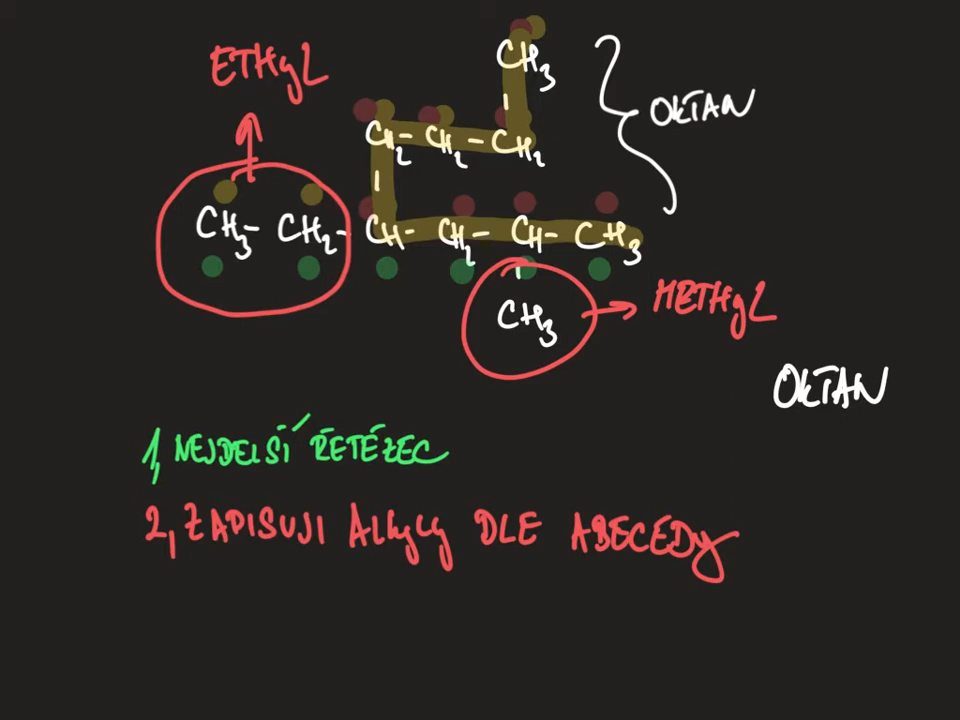 ETHYL
CH3
OKTAN
CH2 - CH2 - CH2
CH3 - CH2 - CH - CH2 - CH - CH3
CH3
METHYL
OKTAN
1, NEJDELŠÍ ŘETĚZEC
2, ZAPISUJI ALKYLY DLE ABECEDY